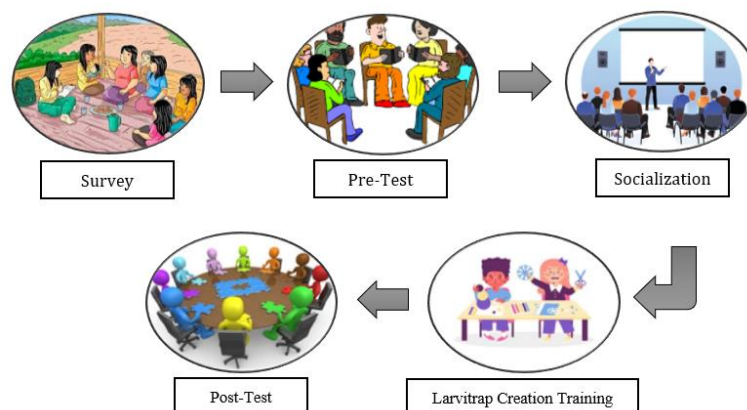 Survey
Pre-Test
Socialization
Larvitrap Creation Training
Post-Test